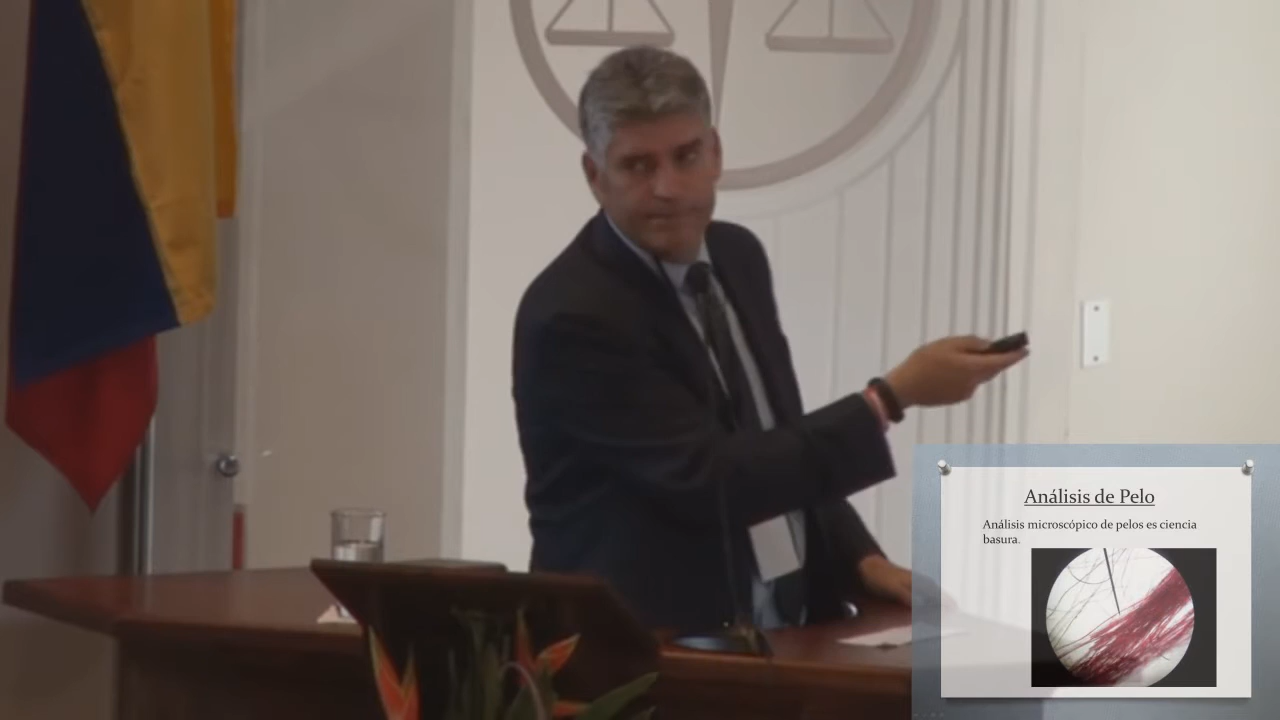 Análisis de Pelo
Análisis microscópico de pelos es ciencia
basura.